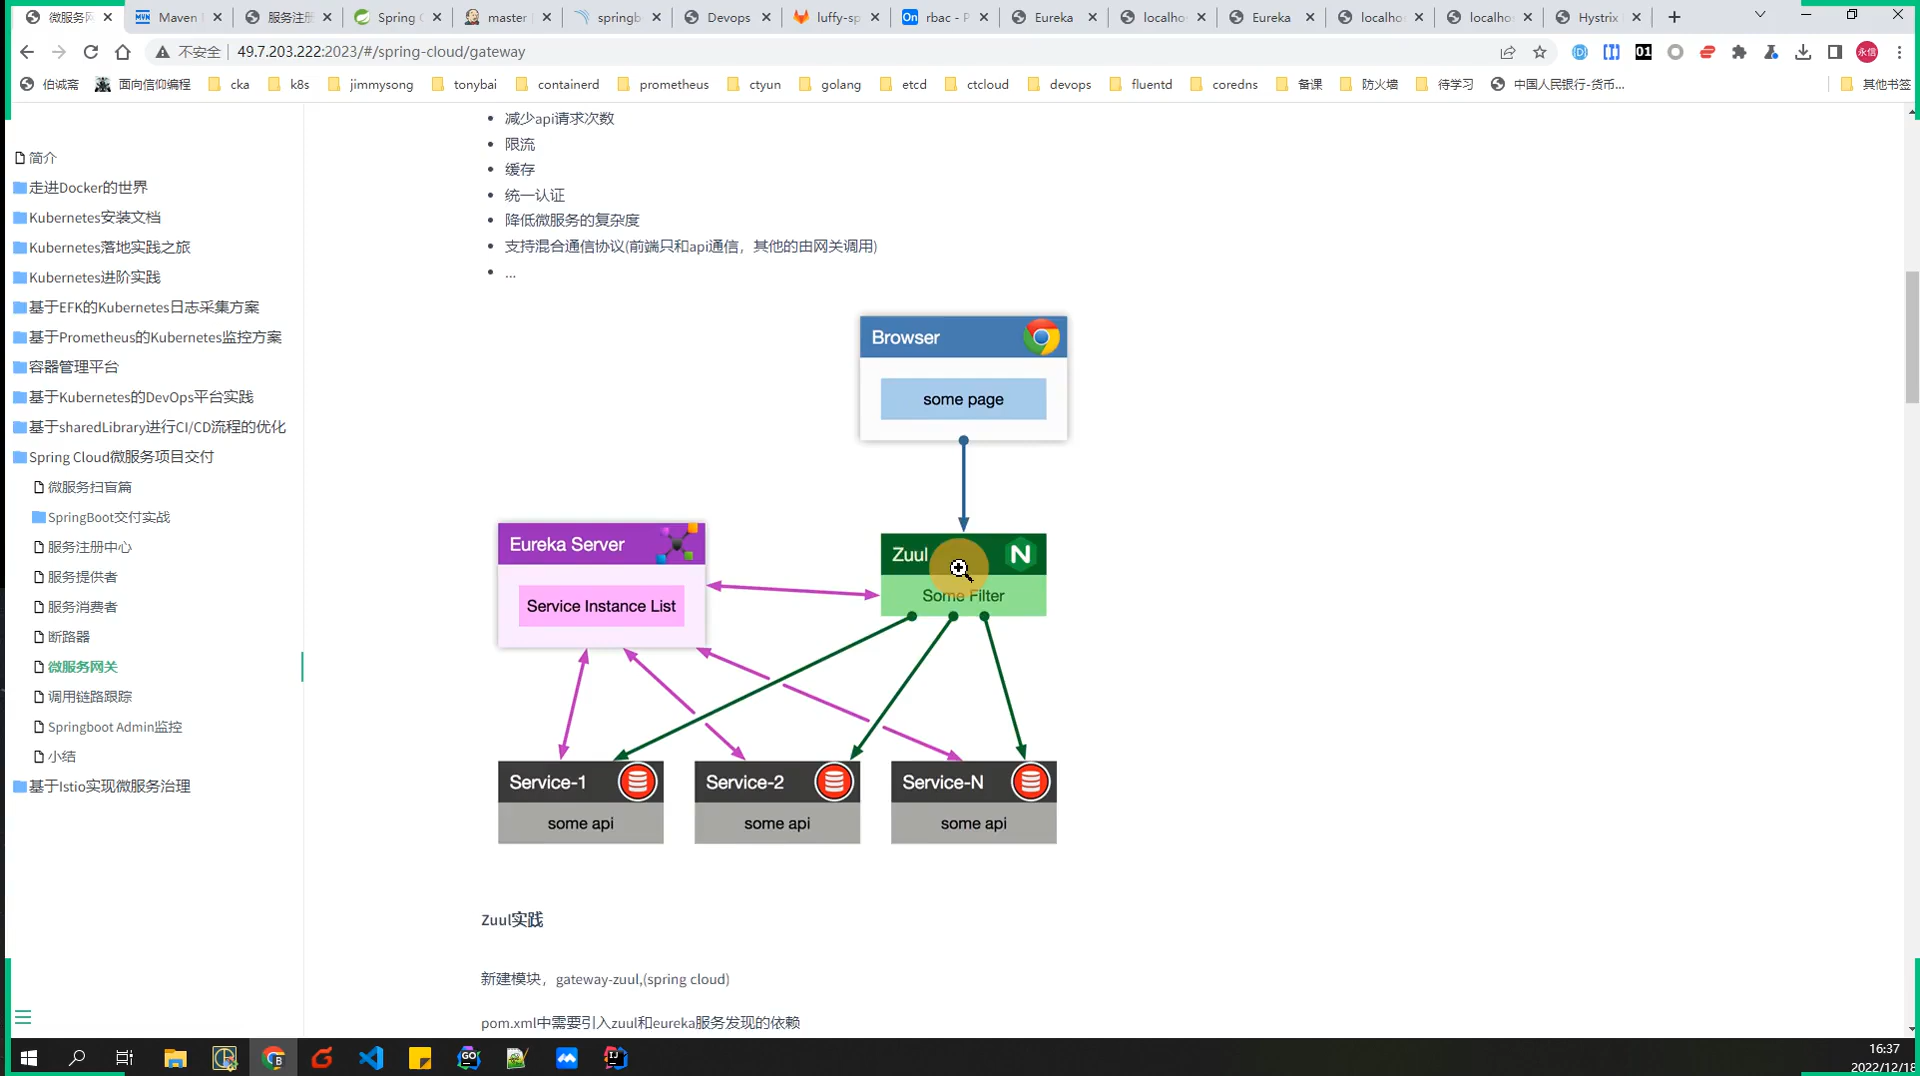 微服务网
Maven
服务注册
Spring
master
springb
Devops
luffy-sp
rbac - P
Eureka
localho
Eureka
localho
localho
Hystrix
不安全
49.7.203.222:2023/#/spring-cloud/gateway
伯诚斋
面向信仰编程
cka
k8s
jimmysong
tonybai
containerd
prometheus
ctyun
golang
etcd
ctcloud
devops
fluentd
coredns
备课
防火墙
待学习
中国人民银行-货币...
其他书签
简介
走进Docker的世界
Kubernetes安装文档
Kubernetes落地实践之旅
Kubernetes进阶实践
基于EFK的Kubernetes日志采集方案
基于Prometheus的Kubernetes监控方案
容器管理平台
基于Kubernetes的DevOps平台实践
基于sharedLibrary进行CI/CD流程的优化
Spring Cloud微服务项目交付
微服务扫盲篇
SpringBoot交付实战
服务注册中心
服务提供者
服务消费者
断路器
微服务网关
调用链路跟踪
Springboot Admin监控
小结
基于Istio实现微服务治理
减少api请求次数
限流
缓存
统一认证
降低微服务的复杂度
支持混合通信协议(前端只和api通信，其他的由网关调用)
...
Browser
some page
Eureka Server
Service Instance List
Zuul
Some Filter
Service-1
some api
Service-2
some api
Service-N
some api
Zuul实践
新建模块，gateway-zuul,(spring cloud)
pom.xml中需要引入zuul和eureka服务发现的依赖
16:37
2022/12/18